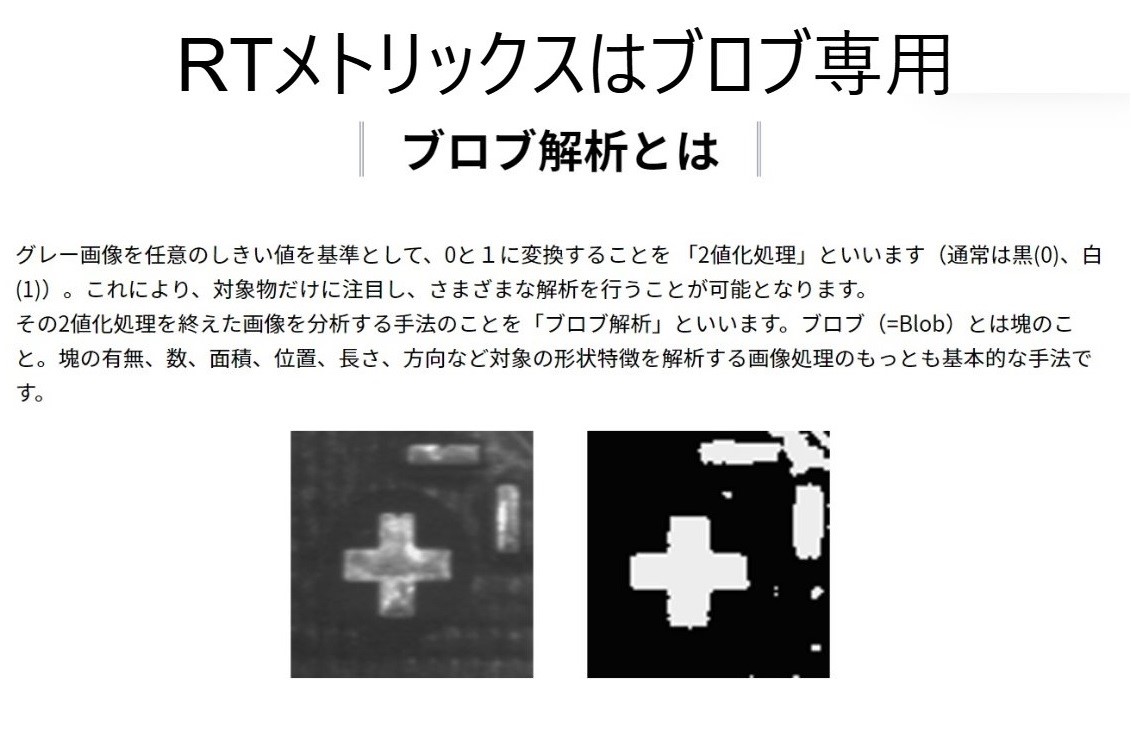 RTメトリックスはブロブ専用
ブロブ解析とは
グレー画像を任意のしきい値を基準として、0と１に変換することを 「2値化処理」といいます（通常は黒(0)、白
(1)）。これにより、対象物だけに注目し、さまざまな解析を行うことが可能となります。
その2値化処理を終えた画像を分析する手法のことを「ブロブ解析」といいます。ブロブ（=Blob）とは塊のこ
と。塊の有無、数、面積、位置、長さ、方向など対象の形状特徴を解析する画像処理のもっとも基本的な手法で
す。